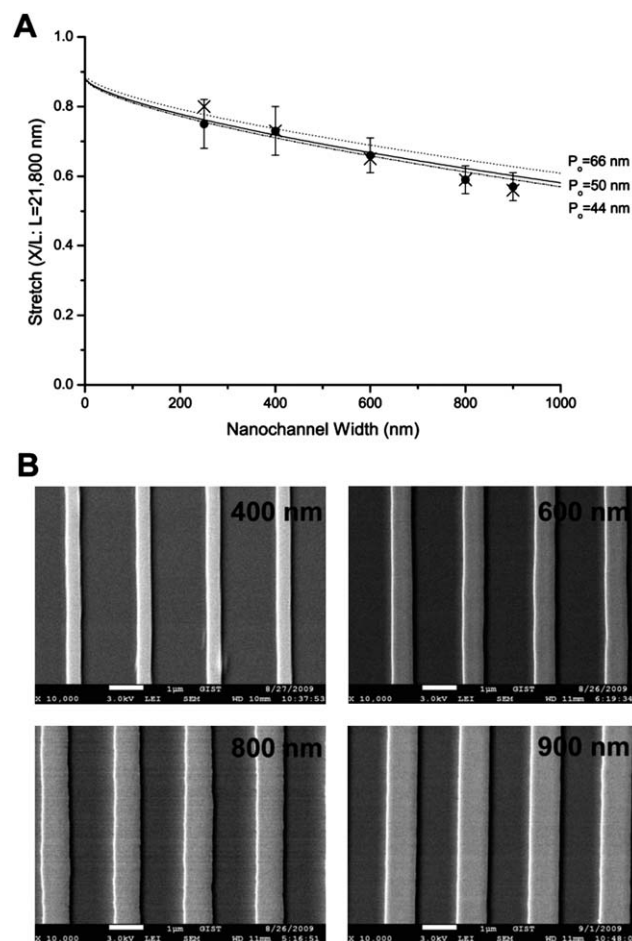 A
1.0
0.8
0.6
0.4
0.2
0.0
Stretch (X/L: L=21,800 nm)
P o=66 nm
P o=50 nm
P o=44 nm
0 200 400 600 800 1000
Nanochannel Width (nm)
B
400 nm
X 10,000 3.0kV LEI 1µm GIST SEM WD 10mm 8/27/2009 10:37:53
600 nm
X 10,000 3.0kV LEI 1µm GIST SEM WD 11mm 8/26/2009 6:19:34
800 nm
X 10,000 3.0kV LEI 1µm GIST SEM WD 11mm 8/26/2009 5:16:51
900 nm
X 10,000 3.0kV LEI 1µm GIST SEM WD 11mm 9/1/2009